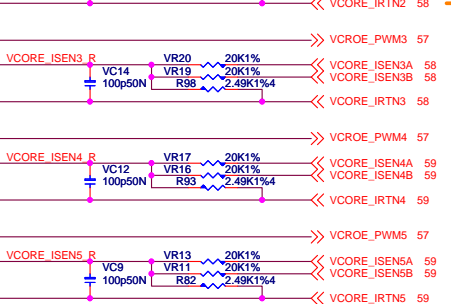 VCORE_IRTN2 58
VCROE_PWM3 57
VCORE_ISEN3_R VR20 20K1% VCORE_ISEN3A 58
VC14 VR19 20K1% VCORE_ISEN3B 58
100p50N R98 2.49K1%4
VCORE_IRTN3 58
VCROE_PWM4 57
VCORE_ISEN4_R VR17 20K1% VCORE_ISEN4A 59
VC12 VR16 20K1% VCORE_ISEN4B 59
100p50N R93 2.49K1%4
VCORE_IRTN4 59
VCROE_PWM5 57
VCORE_ISEN5_R VR13 20K1% VCORE_ISEN5A 59
VC9 VR11 20K1% VCORE_ISEN5B 59
100p50N R82 2.49K1%4
VCORE_IRTN5 59